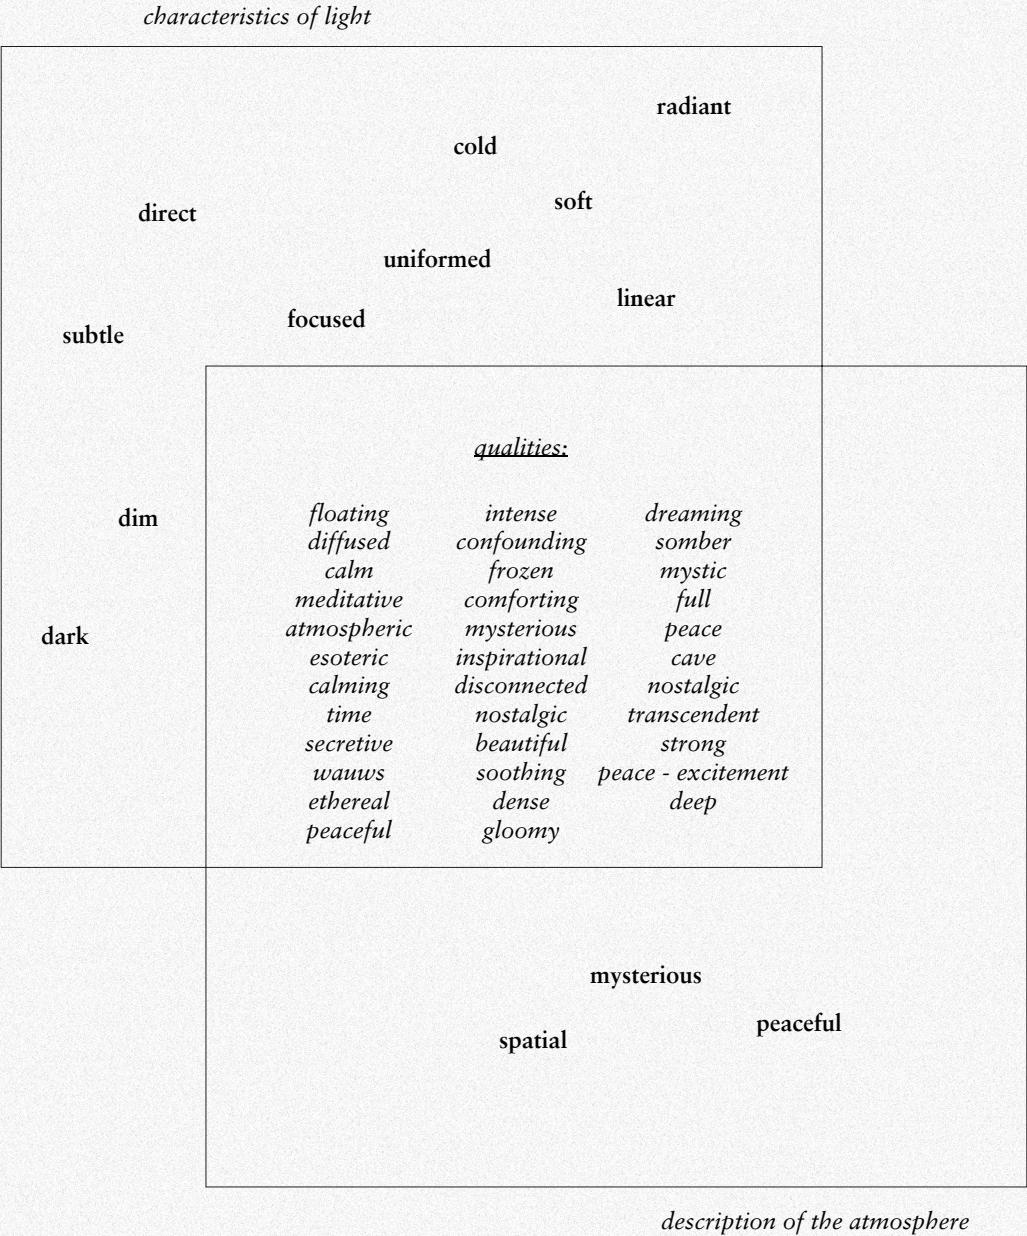 characteristics of light
radiant
cold
soft
direct
uniformed
linear
focused
subtle
qualities:
dim
dark
floating
diffused
calm
meditative
atmospheric
esoteric
calming
time
secretive
wauws
ethereal
peaceful
intense
confounding
frozen
comforting
mysterious
inspirational
disconnected
nostalgic
beautiful
soothing
dense
gloomy
dreaming
somber
mystic
full
peace
cave
nostalgic
transcendent
strong
peace - excitement
deep
mysterious
peaceful
spatial
description of the atmosphere